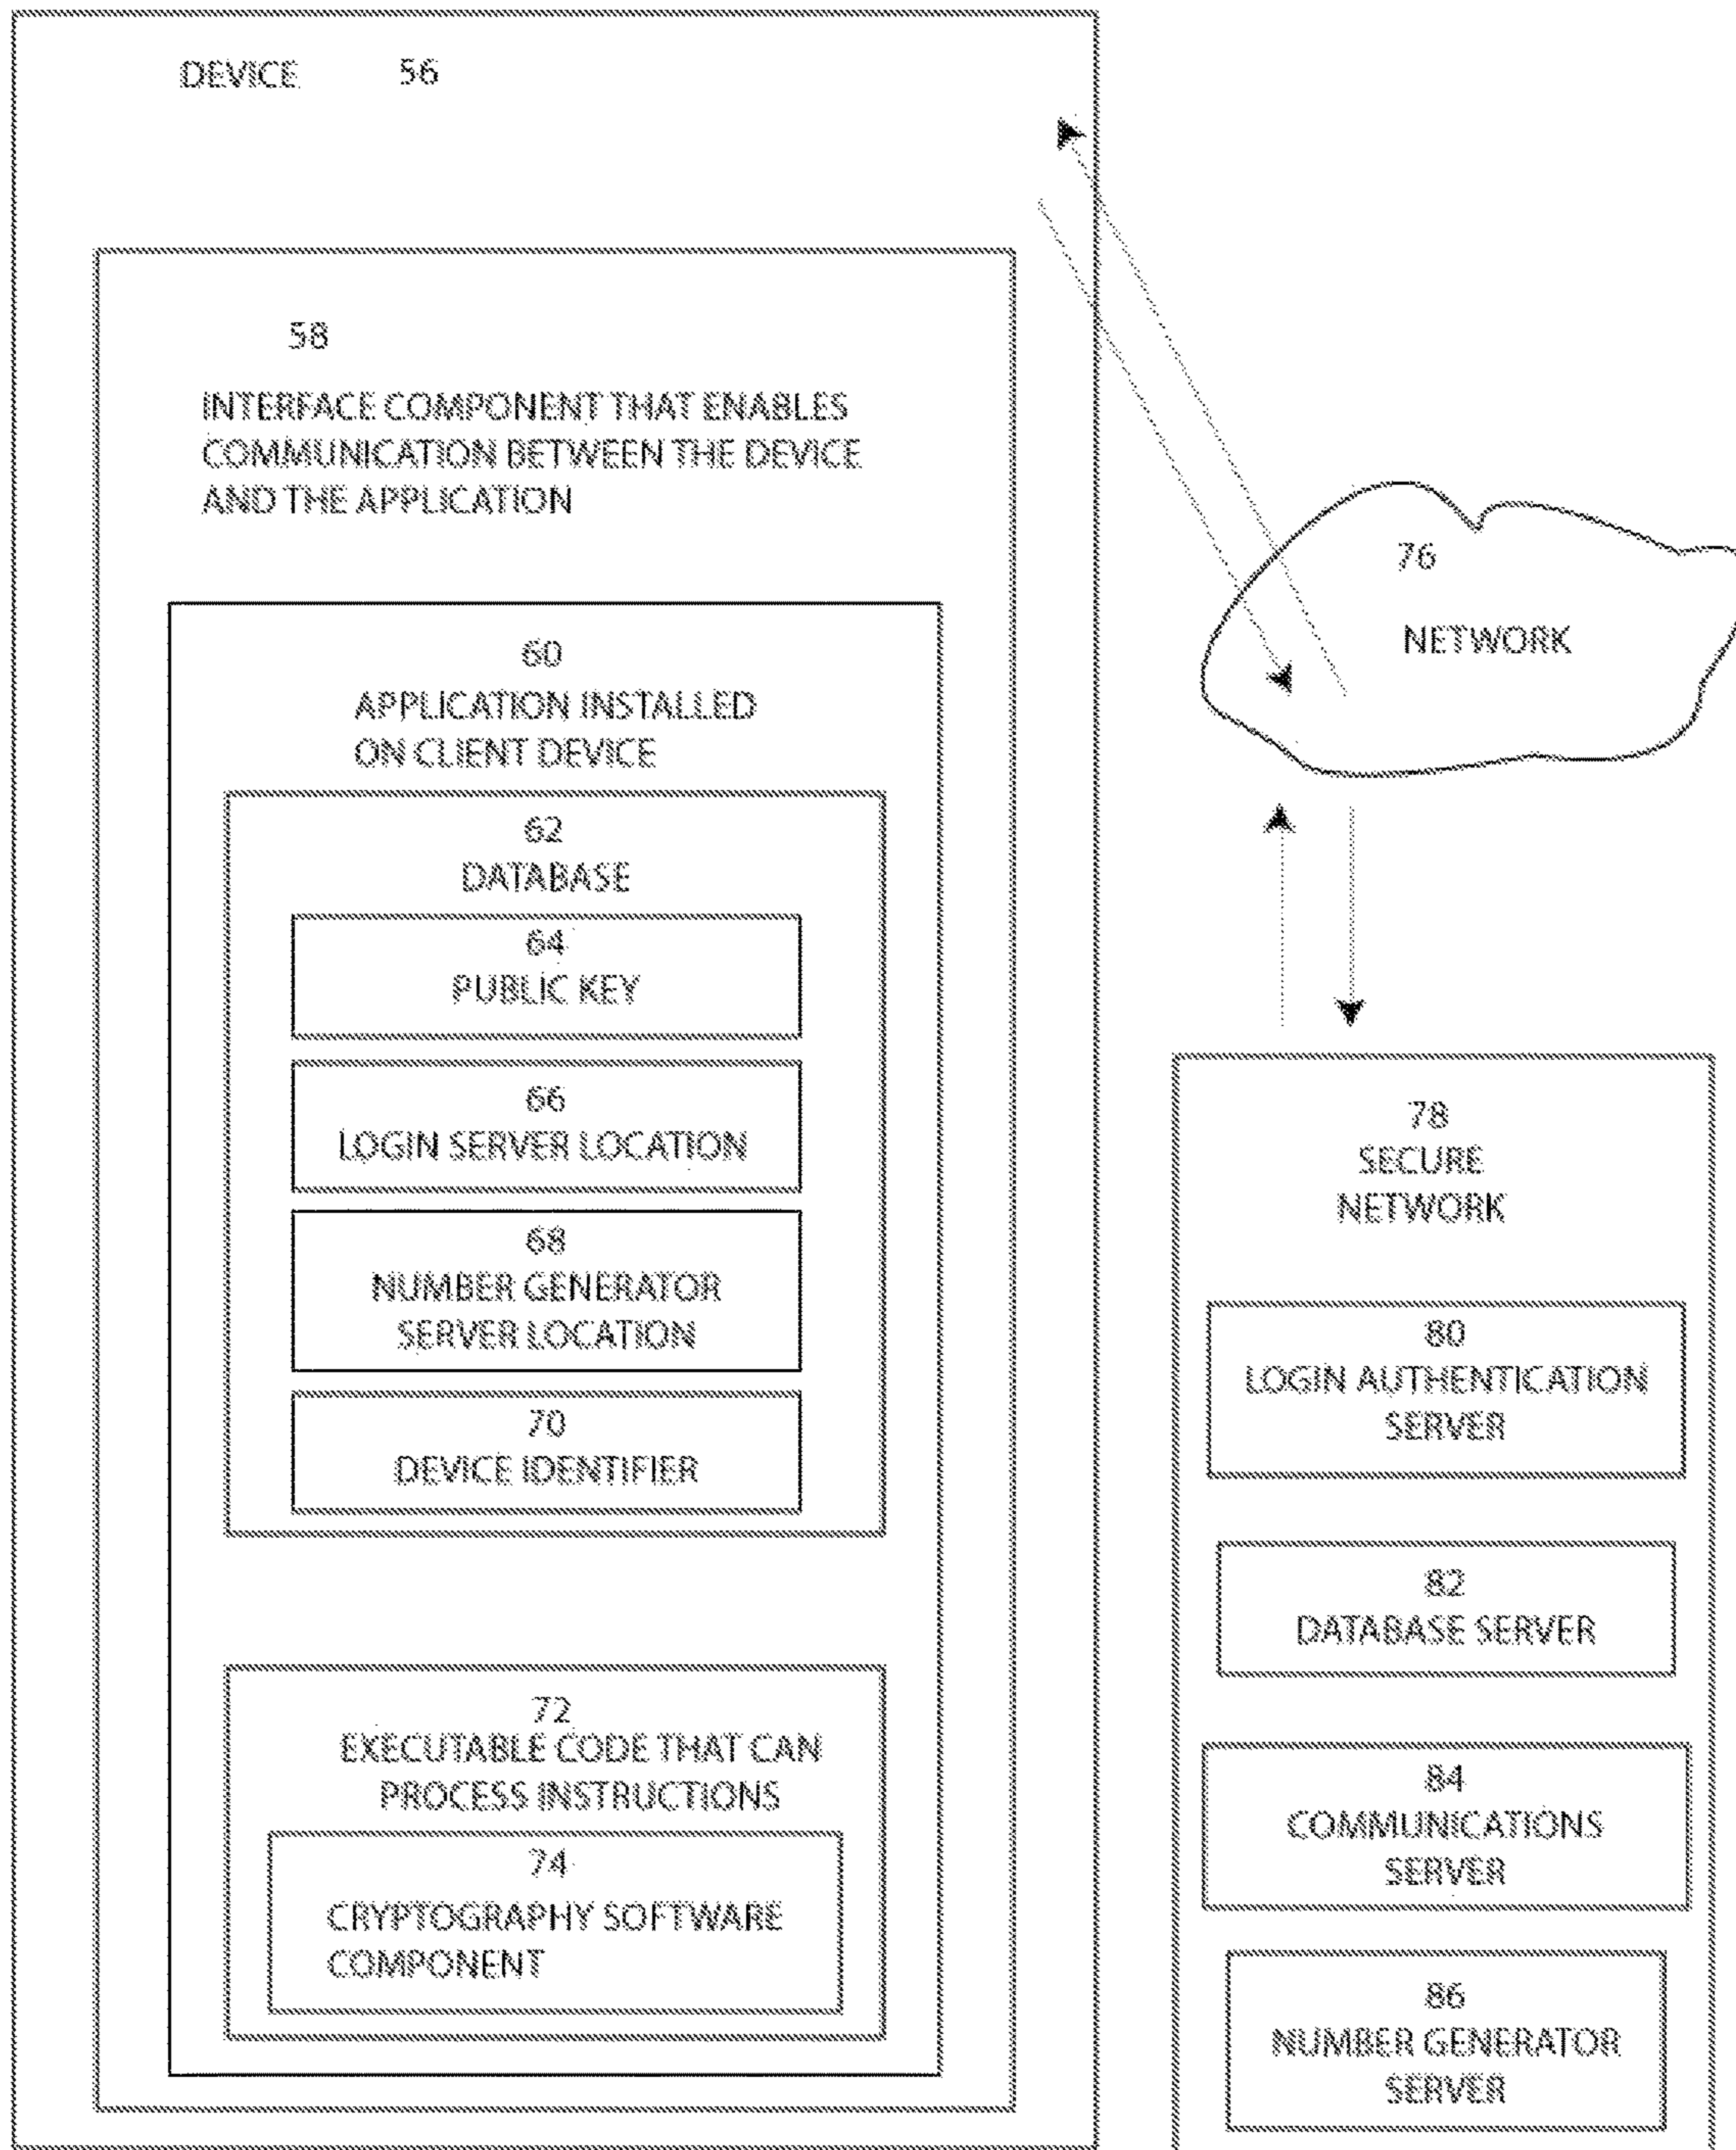 DEVICE 56
58
INTERFACE COMPONENT THAT ENABLES
COMMUNICATION BETWEEN THE DEVICE
AND THE APPLICATION
60
APPLICATION INSTALLED
ON CLIENT DEVICE
62
DATABASE
64
PUBLIC KEY
66
LOGIN SERVER LOCATION
68
NUMBER GENERATOR
SERVER LOCATION
70
DEVICE IDENTIFIER
72
EXECUTABLE CODE THAT CAN
PROCESS INSTRUCTIONS
74
CRYPTOGRAPHY SOFTWARE
COMPONENT
76
NETWORK
78
SECURE
NETWORK
80
LOGIN AUTHENTICATION
SERVER
82
DATABASE SERVER
84
COMMUNICATIONS
SERVER
86
NUMBER GENERATOR
SERVER